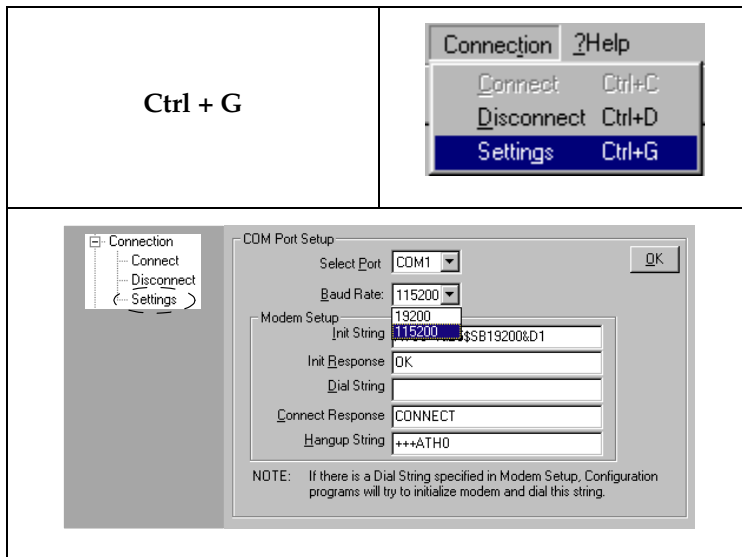 Ctrl + G
Connection ?Help
Connect Ctrl+C
Disconnect Ctrl+D
Settings Ctrl+G
Connection
Connect
Disconnect
Settings
COM Port Setup
Select Port COM1
OK
Baud Rate: 115200
19200
115200
Modem Setup
Init String $SB19200&D1
Init Response OK
Dial String
Connect Response CONNECT
Hangup String +++ATH0
NOTE: If there is a Dial String specified in Modem Setup, Configuration
programs will try to initialize modem and dial this string.